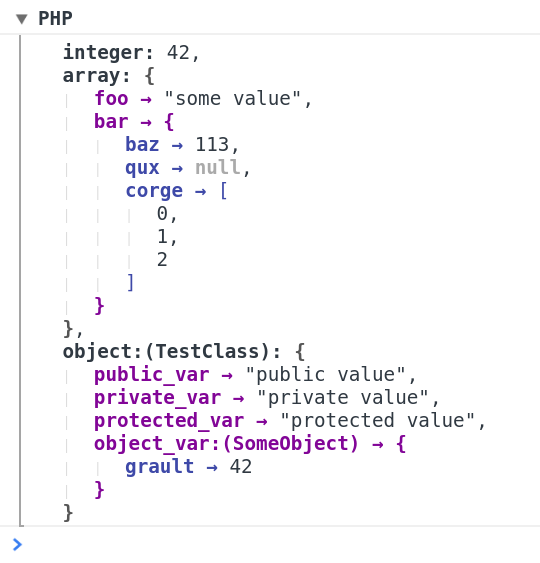 ▼ PHP
integer: 42,
array: {
foo → "some value",
bar → {
baz → 113,
qux → null,
corge → [
0,
1,
2
]
}
},
object:(TestClass): {
public_var → "public value",
private_var → "private value",
protected_var → "protected value",
object_var:(SomeObject) → {
grault → 42
}
}